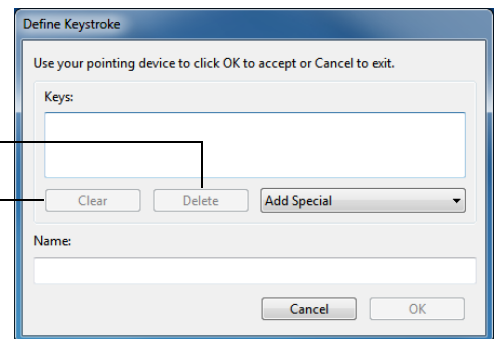 Define Keystroke
Use your pointing device to click OK to accept or Cancel to exit.
Keys:
Clear Delete Add Special
Name:
Cancel OK